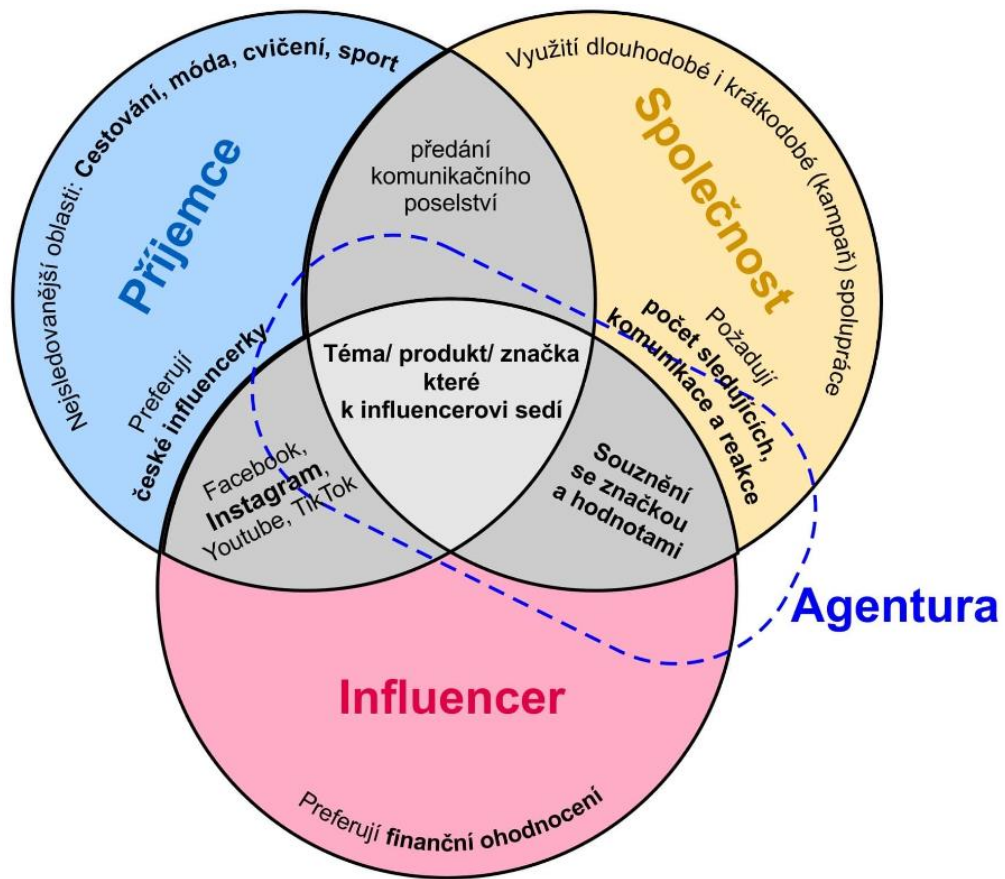 Nejsledovanější oblasti: Cestování, móda, cvičení, sport
Příjemce
Preferují
české influencerky
předání
komunikačního
poselství
Využití dlouhodobé i krátkodobé (kampaň) spolupráce
Společnost
Požadují
počet sledujících,
komunikace a reakce
Téma/ produkt/ značka
které
k influencerovi sedí
Facebook,
Instagram,
Youtube, TikTok
Souznění
se značkou
a hodnotami
Agentura
Influencer
Preferují finanční ohodnocení